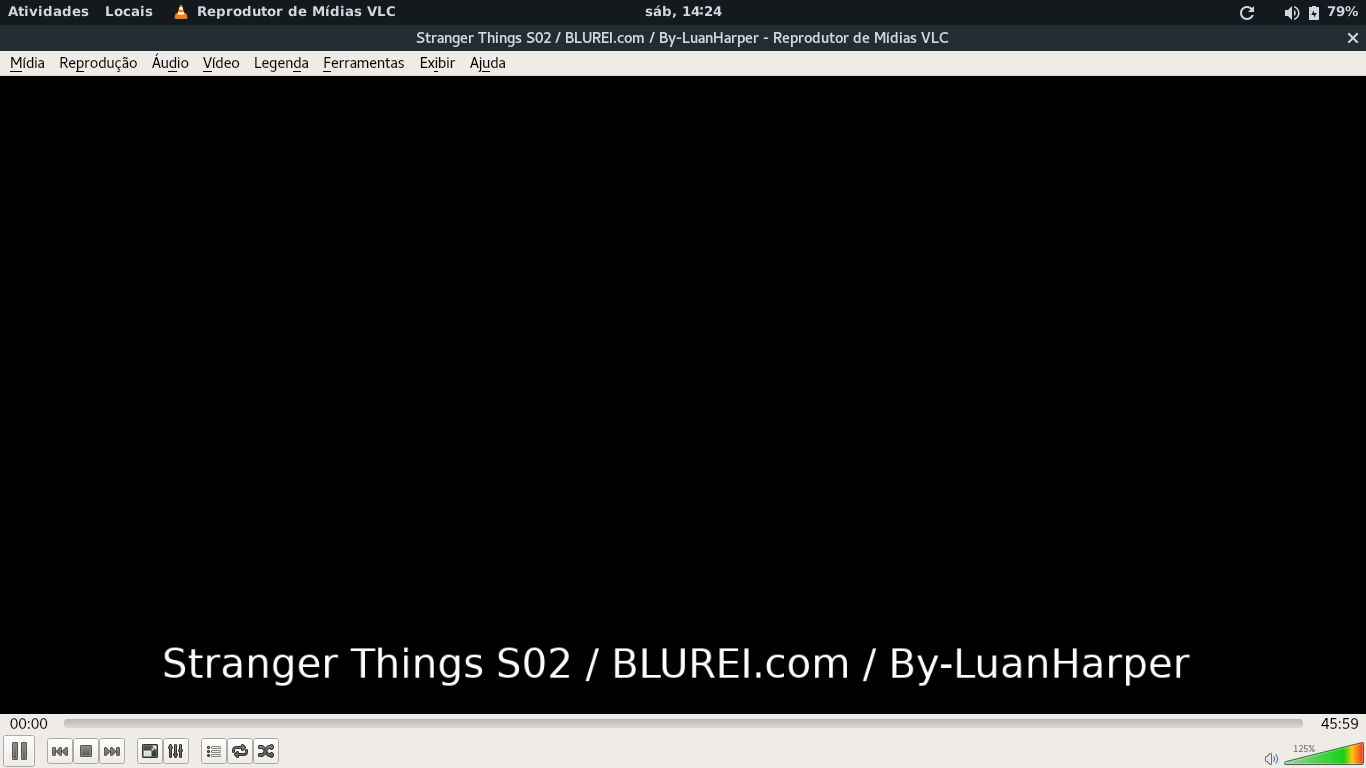 Atividades Locais Reprodutor de Mídias VLC sáb, 14:24 79%
Stranger Things S02 / BLUREI.com / By-LuanHarper - Reprodutor de Mídias VLC
Mídia Reprodução Áudio Vídeo Legenda Ferramentas Exibir Ajuda
Stranger Things S02 / BLUREI.com / By-LuanHarper
00:00 45:59
125%